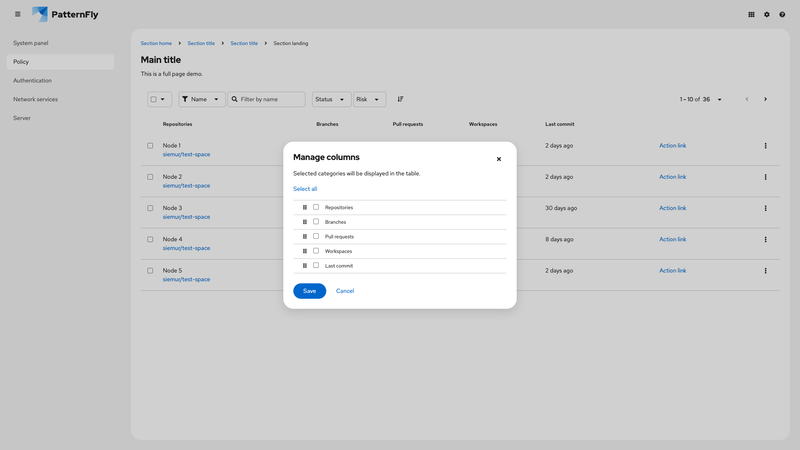 PatternFly
System panel
Policy
Authentication
Network services
Server
Section home
Section title
Section title
Section landing
Main title
This is a full page demo.
Name
Filter by name
Status
Risk
1 - 10 of 36
Repositories Branches Pull requests Workspaces Last commit
Node 1
siemur/test-space
2 days ago
Action link
Node 2
siemur/test-space
2 days ago
Action link
Node 3
siemur/test-space
30 days ago
Action link
Node 4
siemur/test-space
8 days ago
Action link
Node 5
siemur/test-space
2 days ago
Action link
Manage columns
Selected categories will be displayed in the table.
Select all
Repositories
Branches
Pull requests
Workspaces
Last commit
Save
Cancel